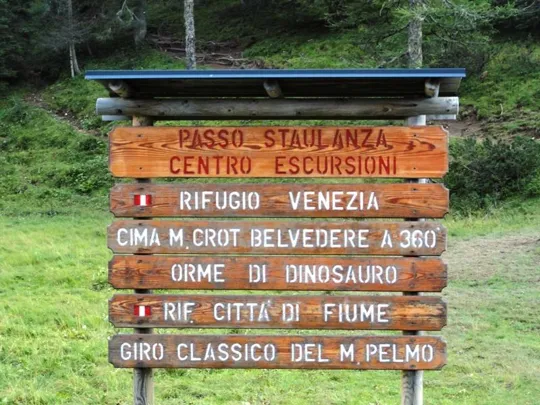 PASSO STAULANZA
CENTRO ESCURSIONI
RIFUGIO VENEZIA
CIMA M. CROT BELVEDERE A 360°
ORME DI DINOSAURO
RIF. CITTÀ DI FIUME
GIRO CLASSICO DEL M. PELMO